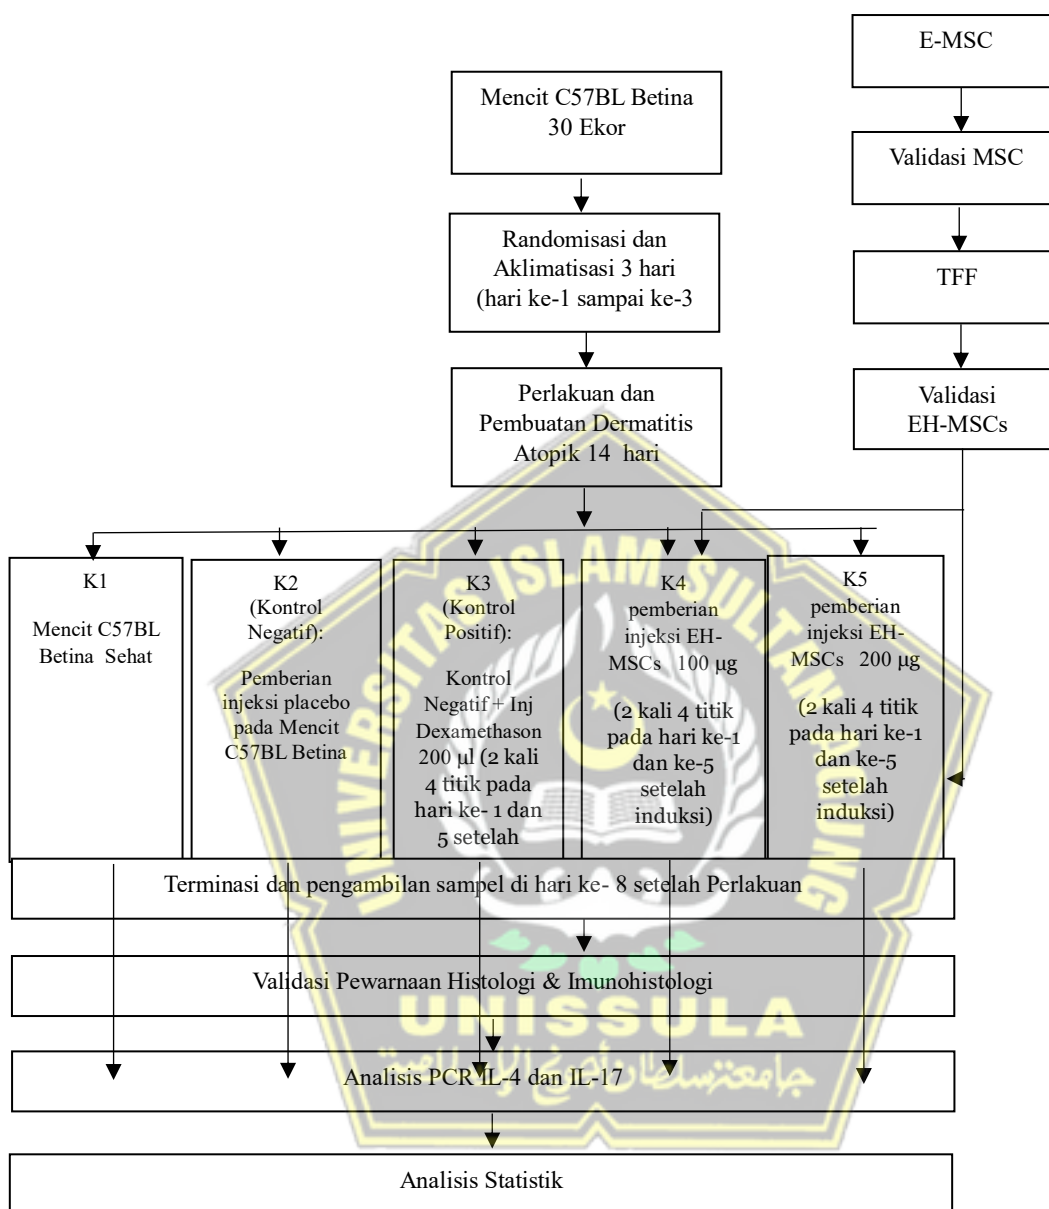 E-MSC
Mencit C57BL Betina
30 Ekor
Validasi MSC
Randomisasi dan
Aklimatisasi 3 hari
(hari ke-1 sampai ke-3
TFF
Perlakuan dan
Pembuatan Dermatitis
Atopik 14 hari
Validasi
EH-MSCs
K1
Mencit C57BL
Betina Sehat
K2
(Kontrol
Negatif):
Pemberian
injeksi placebo
pada Mencit
C57BL Betina
K3
(Kontrol
Positif):
Kontrol
Negatif + Inj
Dexamethason
200 µl (2 kali
4 titik pada
hari ke- 1 dan
5 setelah
K4
pemberian
injeksi EH-
MSCs 100 µg
(2 kali 4 titik
pada hari ke-1
dan ke-5
setelah
induksi)
K5
pemberian
injeksi EH-
MSCs 200 µg
(2 kali 4 titik
pada hari ke-1
dan ke-5
setelah
induksi)
Terminasi dan pengambilan sampel di hari ke- 8 setelah Perlakuan
Validasi Pewarnaan Histologi & Imunohistologi
Analisis PCR IL-4 dan IL-17
Analisis Statistik
UNIVERSITAS ISLAM SULTAN AGUNG
UNISSULA